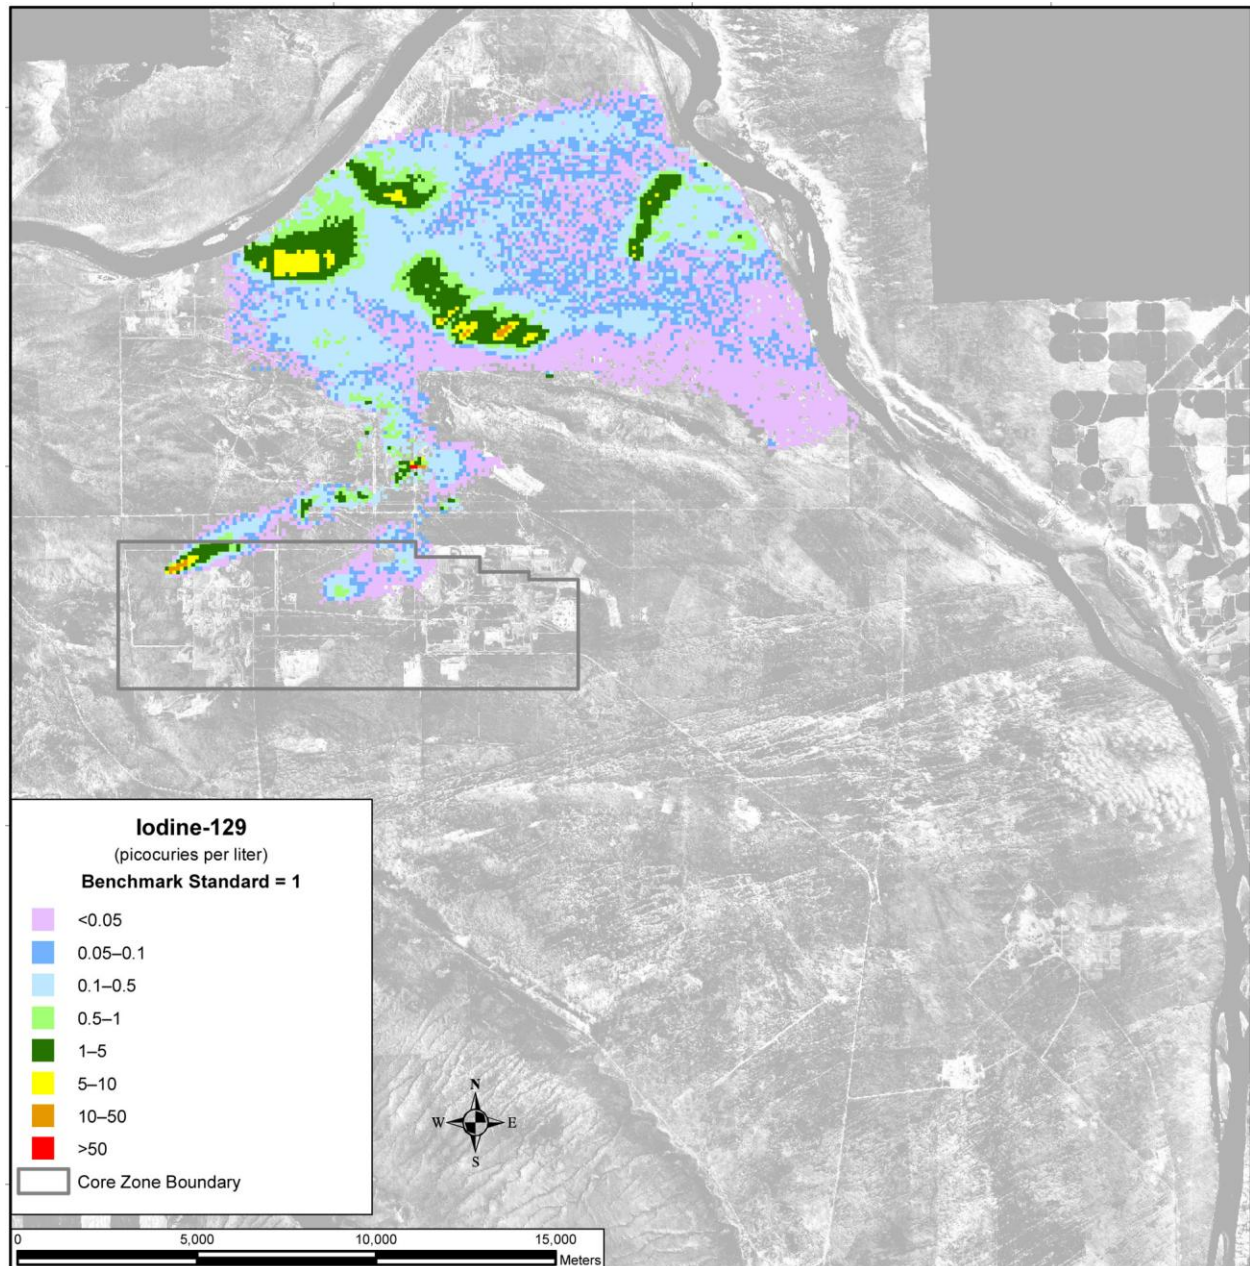 Iodine-129
(picocuries per liter)
Benchmark Standard = 1
<0.05
0.05–0.1
0.1–0.5
0.5–1
1–5
5–10
10–50
>50
Core Zone Boundary
N
W E
S
0 5,000 10,000 15,000
Meters